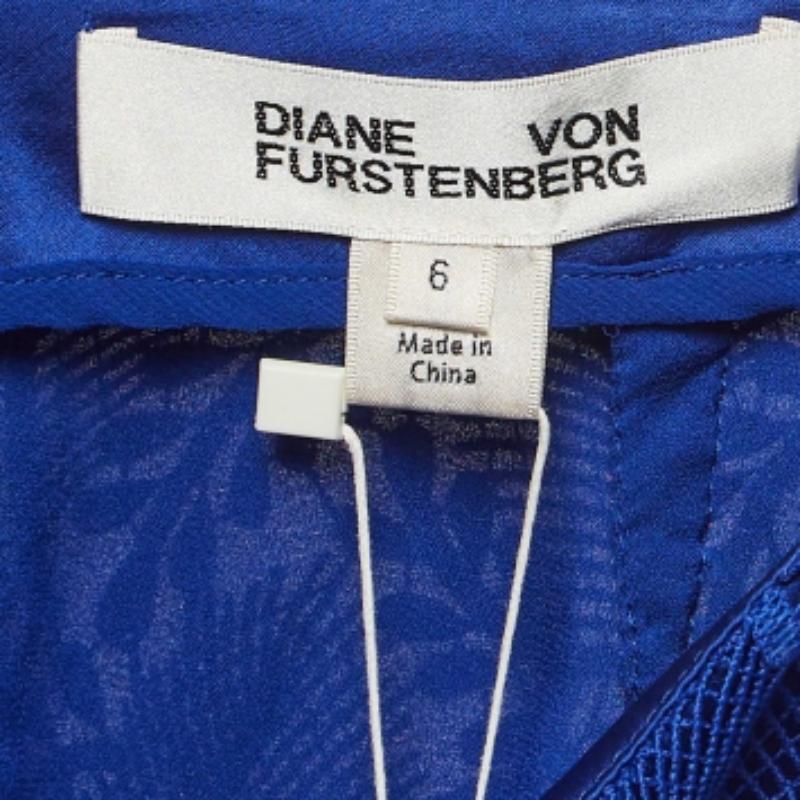 DIANE VON
FURSTENBERG
6
Made in
China